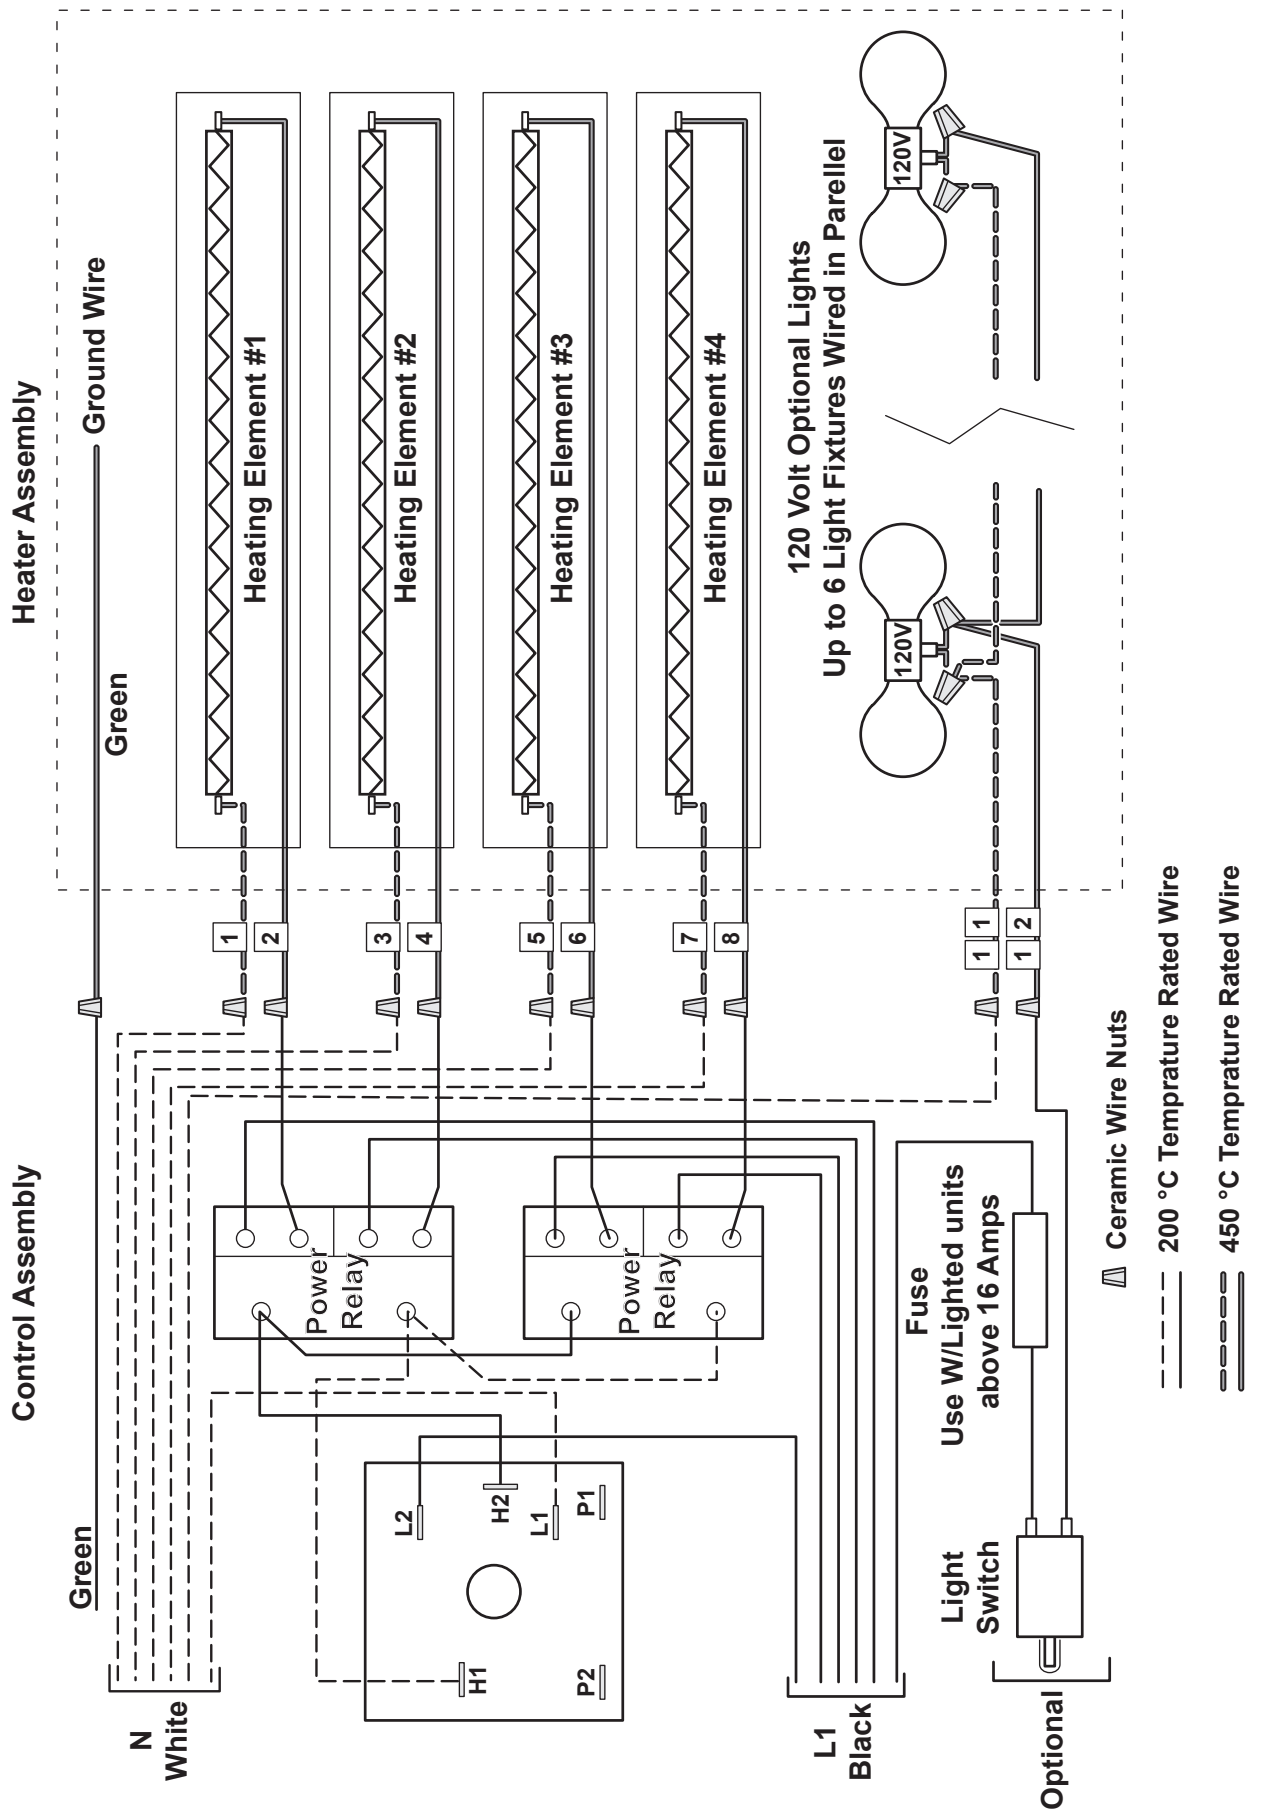 Control Assembly
Heater Assembly
Green
Green
Ground Wire
N
White
Heating Element #1
Heating Element #2
Heating Element #3
Heating Element #4
1
2
3
4
5
6
7
8
1 1
1 2
Power
Relay
Power
Relay
L2
H2
L1
P1
H1
P2
L1
Black
120 Volt Optional Lights
Up to 6 Light Fixtures Wired in Parellel
120V
120V
Fuse
Use W/Lighted units
above 16 Amps
Light
Switch
Optional
Ceramic Wire Nuts
200 °C Temprature Rated Wire
450 °C Temprature Rated Wire